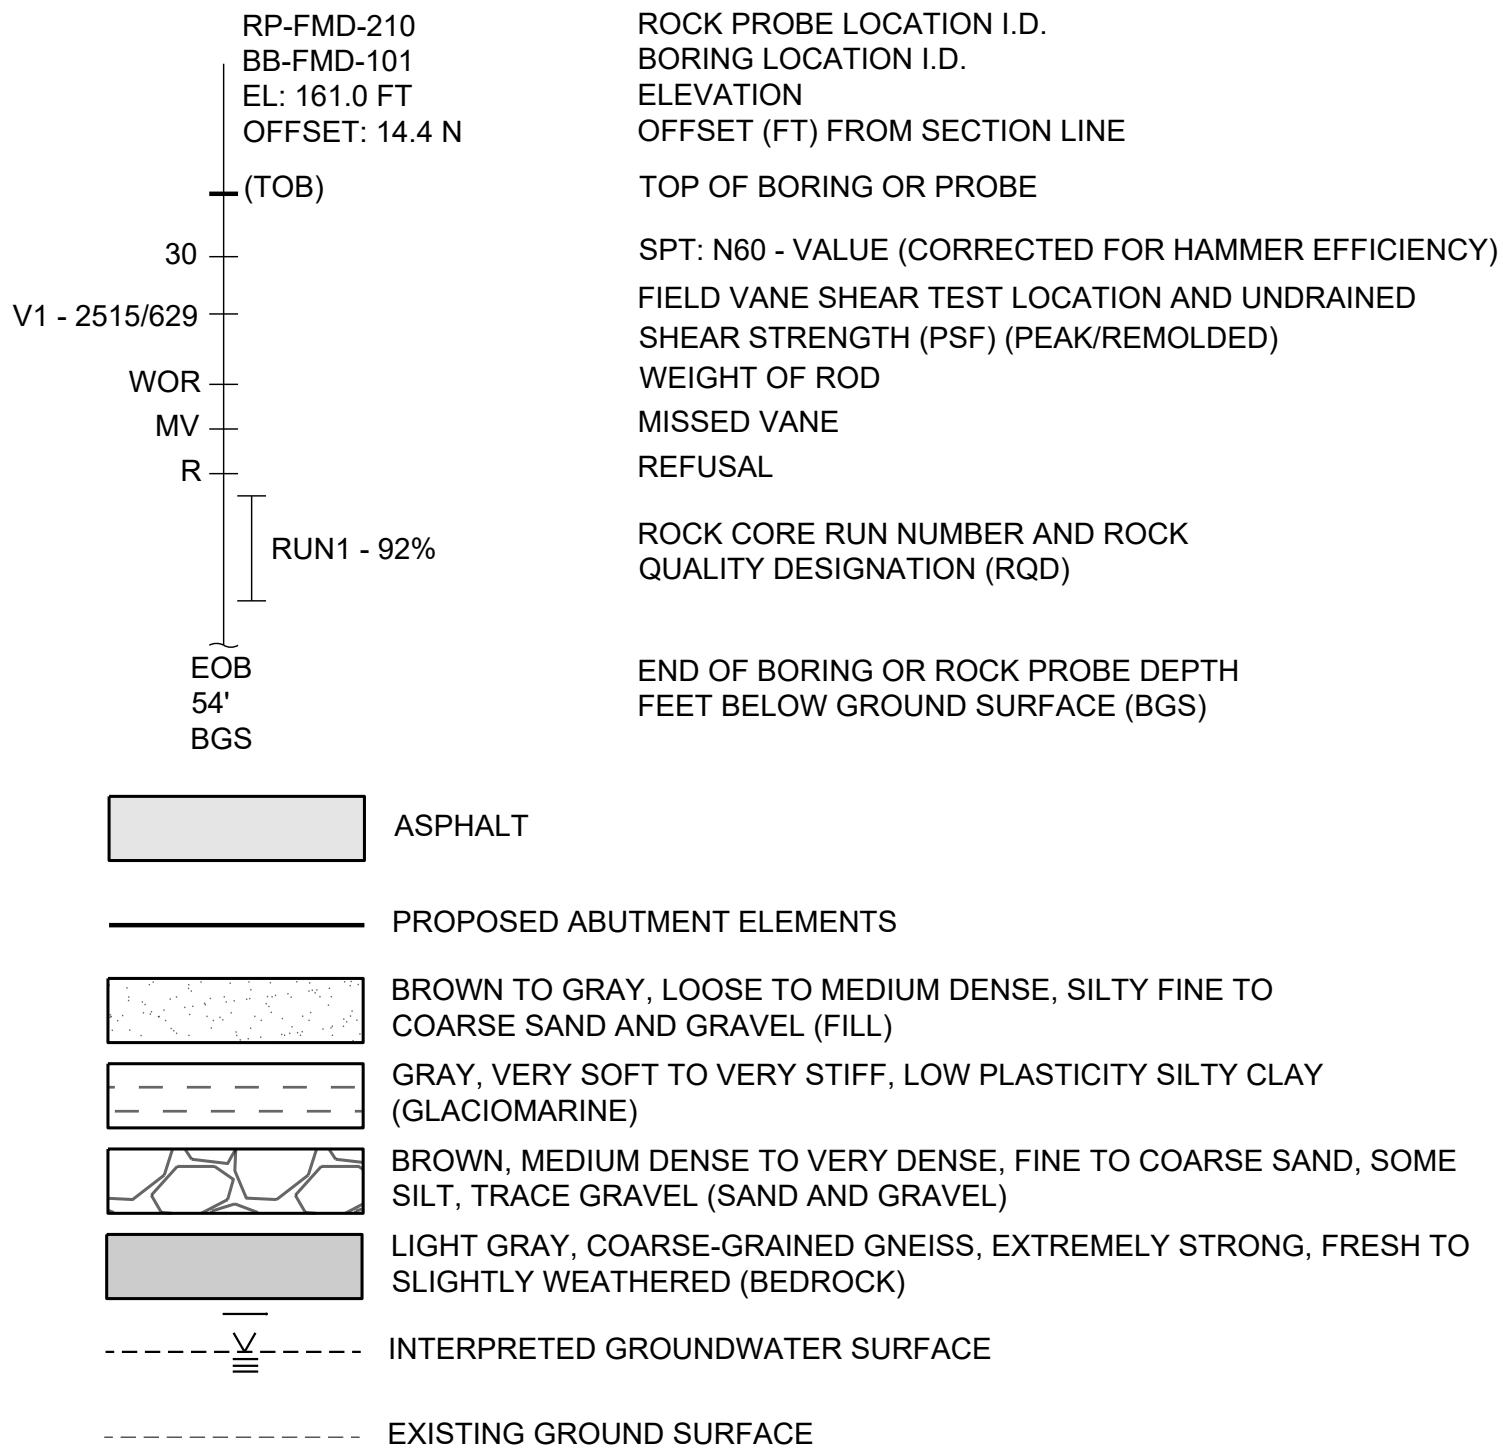 RP-FMD-210 ROCK PROBE LOCATION I.D.
BB-FMD-101 BORING LOCATION I.D.
EL: 161.0 FT ELEVATION
OFFSET: 14.4 N OFFSET (FT) FROM SECTION LINE
(TOB) TOP OF BORING OR PROBE
30 SPT: N60 - VALUE (CORRECTED FOR HAMMER EFFICIENCY)
V1 - 2515/629 FIELD VANE SHEAR TEST LOCATION AND UNDRAINED
SHEAR STRENGTH (PSF) (PEAK/REMOLDED)
WOR WEIGHT OF ROD
MV MISSED VANE
R REFUSAL
RUN1 - 92% ROCK CORE RUN NUMBER AND ROCK
QUALITY DESIGNATION (RQD)
EOB END OF BORING OR ROCK PROBE DEPTH
54' FEET BELOW GROUND SURFACE (BGS)
BGS
ASPHALT
PROPOSED ABUTMENT ELEMENTS
BROWN TO GRAY, LOOSE TO MEDIUM DENSE, SILTY FINE TO
COARSE SAND AND GRAVEL (FILL)
GRAY, VERY SOFT TO VERY STIFF, LOW PLASTICITY SILTY CLAY
(GLACIOMARINE)
BROWN, MEDIUM DENSE TO VERY DENSE, FINE TO COARSE SAND, SOME
SILT, TRACE GRAVEL (SAND AND GRAVEL)
LIGHT GRAY, COARSE-GRAINED GNEISS, EXTREMELY STRONG, FRESH TO
SLIGHTLY WEATHERED (BEDROCK)
INTERPRETED GROUNDWATER SURFACE
EXISTING GROUND SURFACE